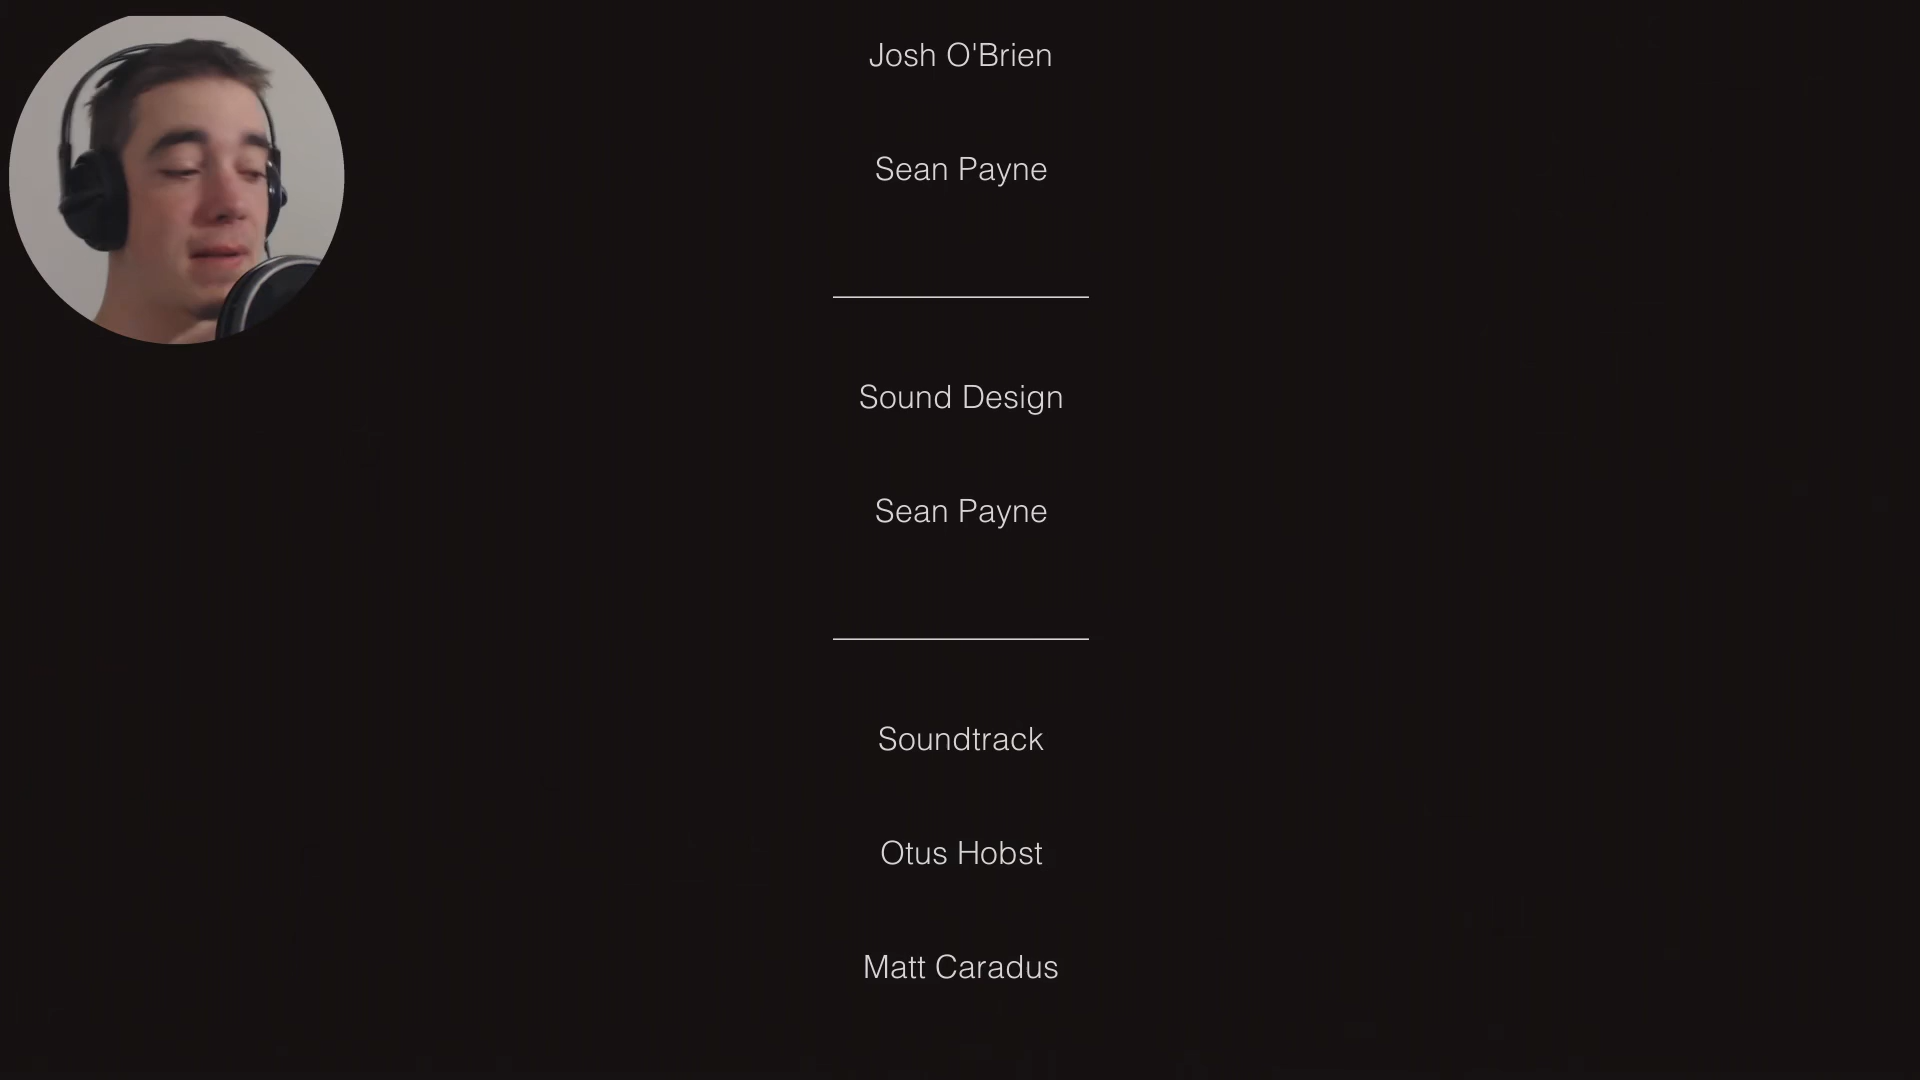 Josh O'Brien
Sean Payne
Sound Design
Sean Payne
Soundtrack
Otus Hobst
Matt Caradus